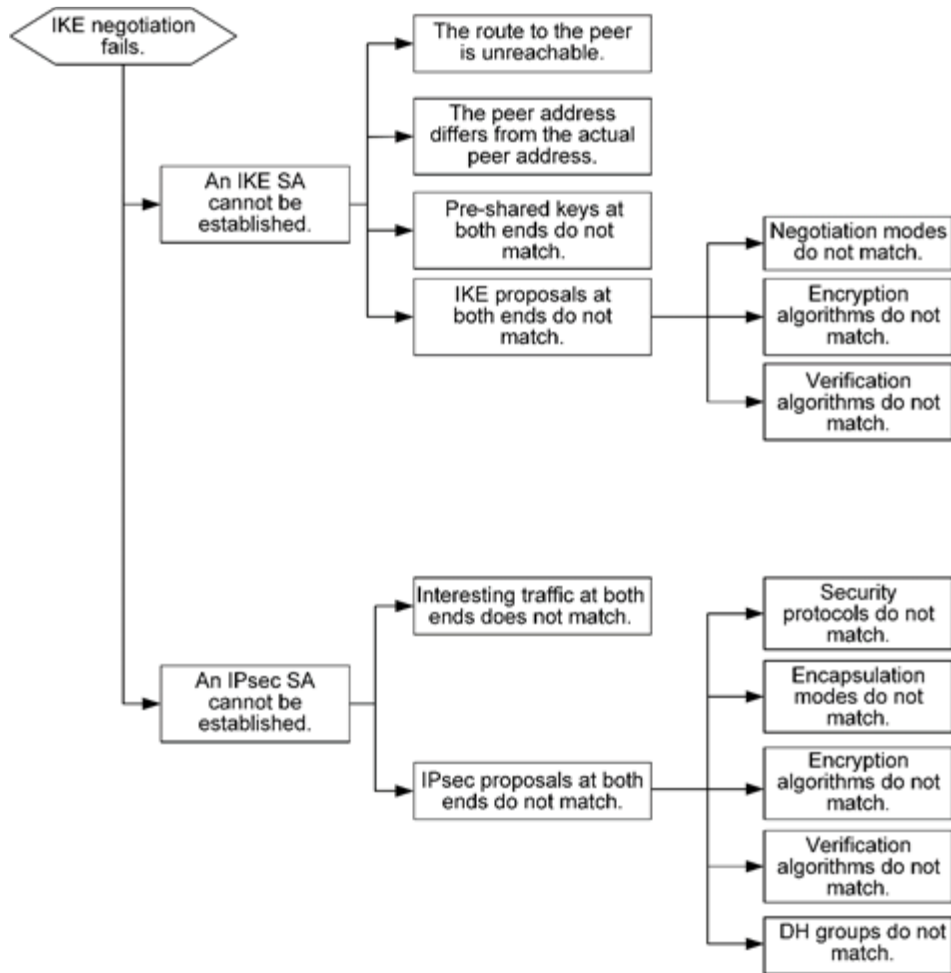 IKE negotiation
fails.
The route to the peer
is unreachable.
The peer address
differs from the actual
peer address.
An IKE SA
cannot be
established.
Pre-shared keys at
both ends do not
match.
IKE proposals at
both ends do not
match.
Negotiation modes
do not match.
Encryption
algorithms do not
match.
Verification
algorithms do not
match.
Interesting traffic at both
ends does not match.
An IPsec SA
cannot be
established.
IPsec proposals at both
ends do not match.
Security
protocols do not
match.
Encapsulation
modes do not
match.
Encryption
algorithms do not
match.
Verification
algorithms do not
match.
DH groups do not
match.